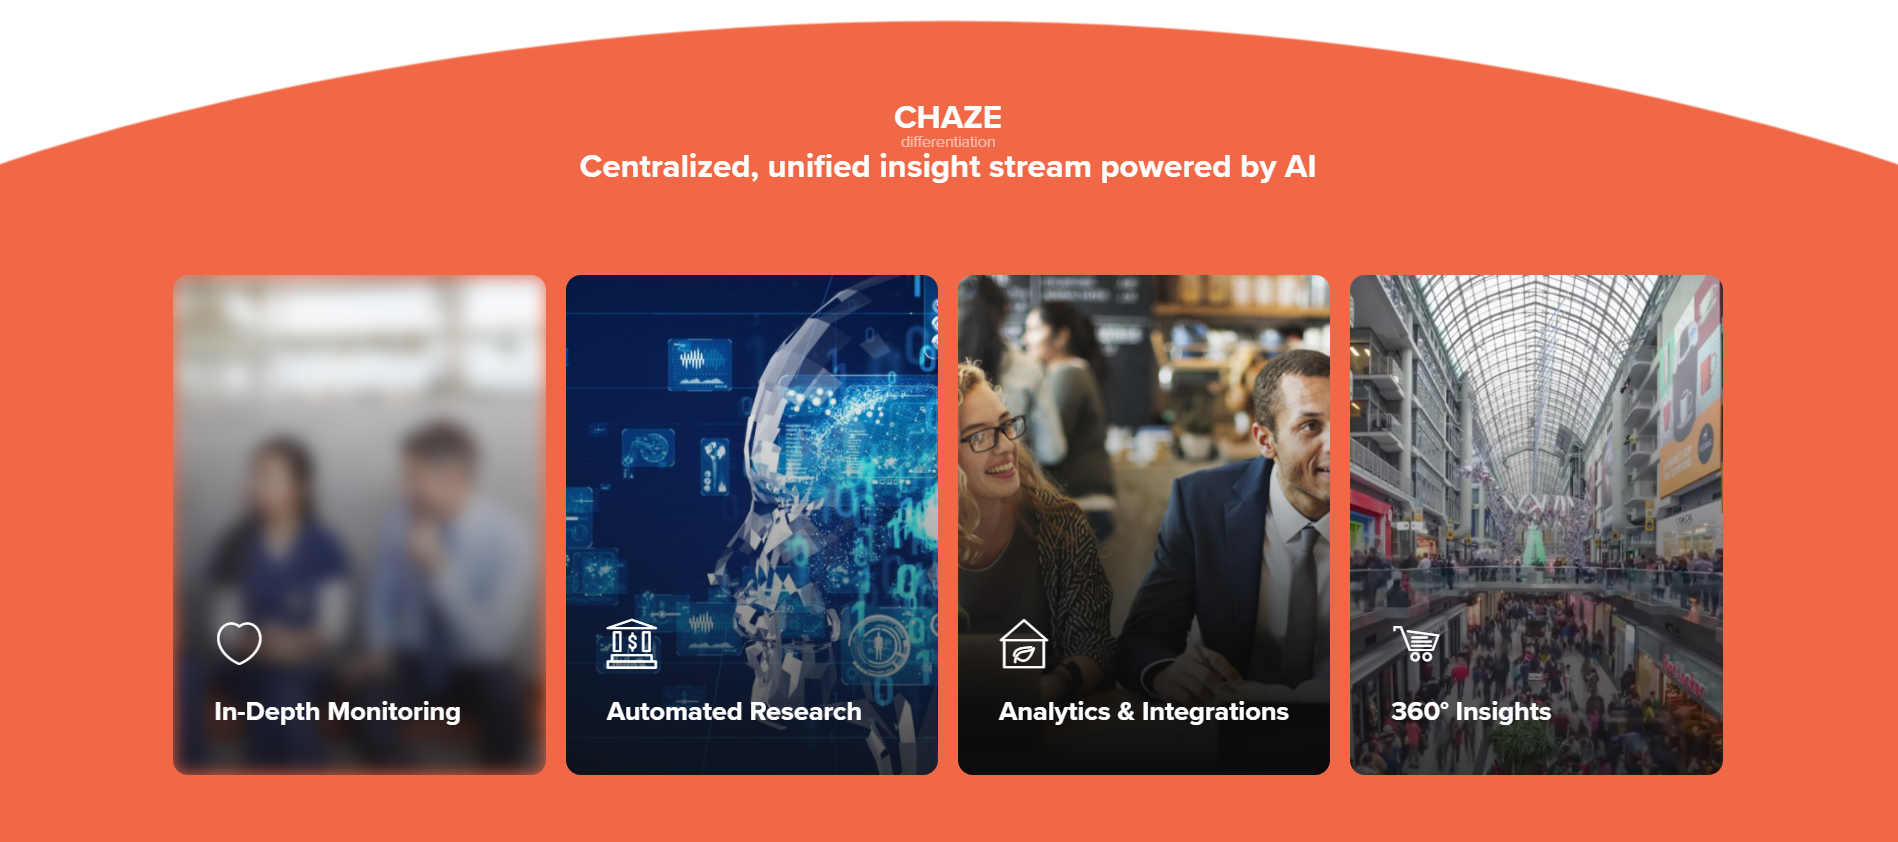 CHAZE
differentiation
Centralized, unified insight stream powered by AI
In-Depth Monitoring
Automated Research
Analytics & Integrations
360° Insights